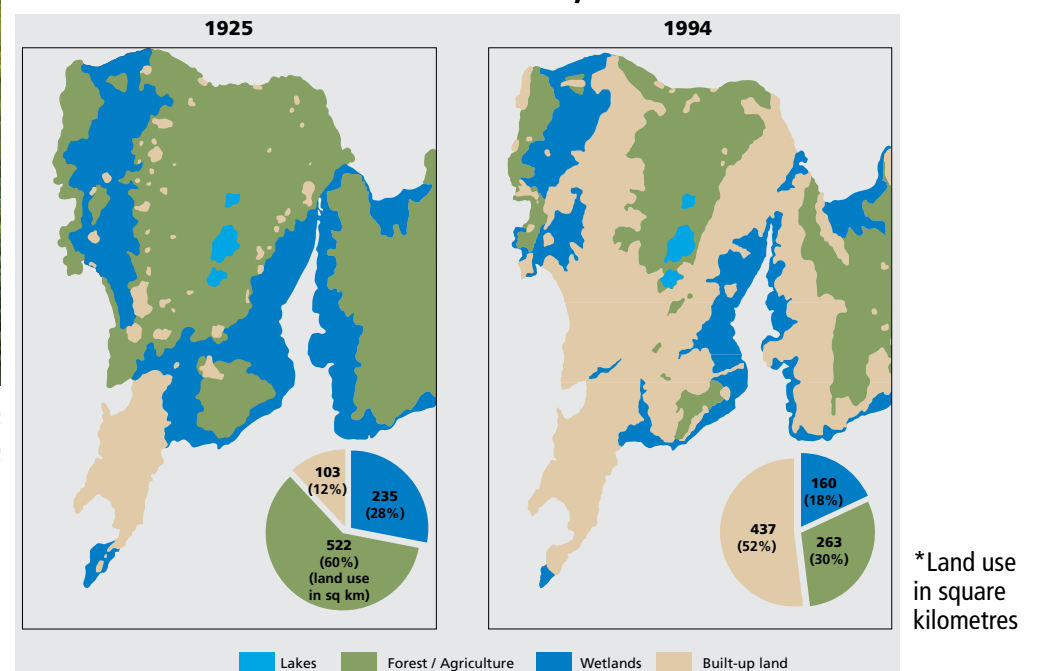 1925
1994
103
(12%)
235
(28%)
522
(60%)
(land use
in sq km)
160
(18%)
437
(52%)
263
(30%)
*Land use
in square
kilometres
Lakes
Forest / Agriculture
Wetlands
Built-up land